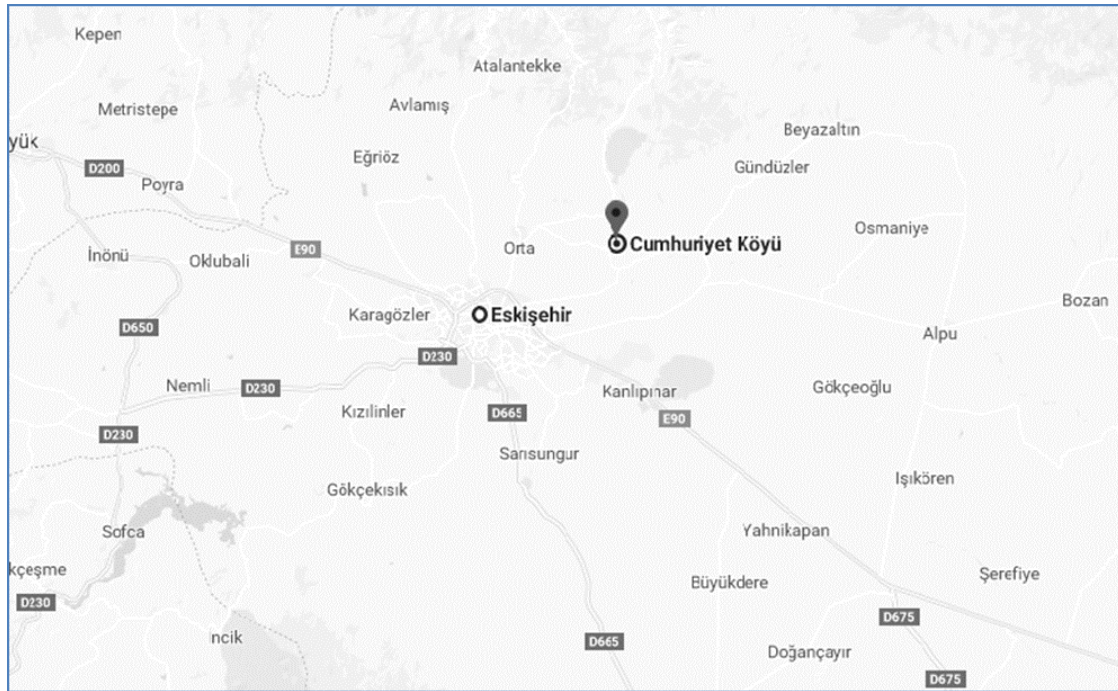 Kepen
Atalantekke
Metristepe
Avlamış
Beyazaltın
yük
D200
Eğriöz
Gündüzler
Poyra
Osmaniye
E90
Orta
Cumhuriyet Köyü
İnönü
Oklubali
Bozan
Karagözler
Eskişehir
D650
Alpu
D230
Nemli
D230
Kanlıpınar
Gökçeoğlu
Kızılinler
D665
E90
D230
Sarısungur
Gökçekısık
Işıkören
Sofca
Yahnikapan
kçeşme
Büyükdere
Şerefiye
D230
D675
ncik
D665
Doğançayır
D675